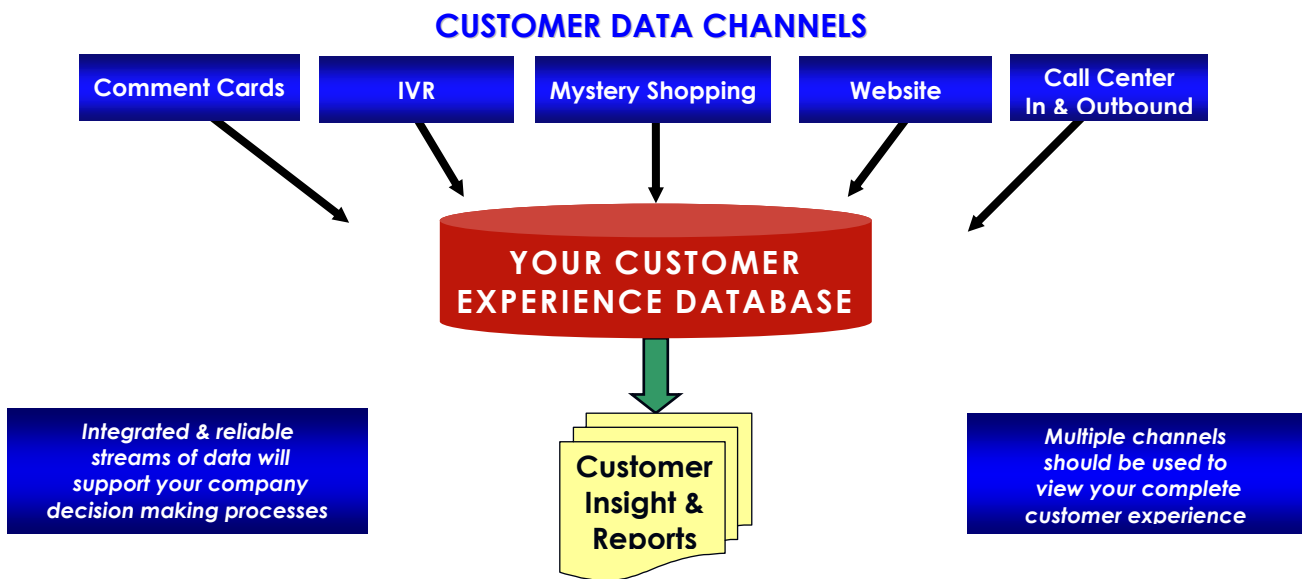 CUSTOMER DATA CHANNELS
Comment Cards
IVR
Mystery Shopping
Website
Call Center
In & Outbound
YOUR CUSTOMER
EXPERIENCE DATABASE
Integrated & reliable
streams of data will
support your company
decision making processes
Customer
Insight &
Reports
Multiple channels
should be used to
view your complete
customer experience